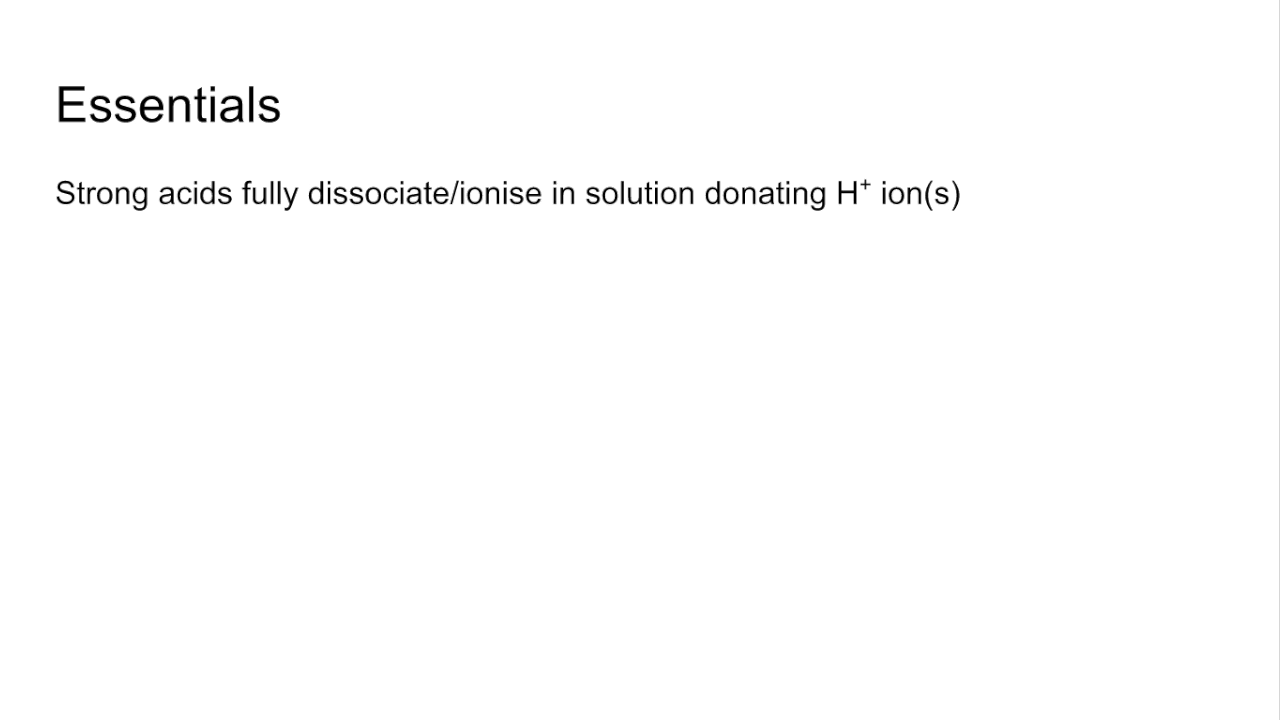 Essentials
Strong acids fully dissociate/ionise in solution donating H⁺ ion(s)